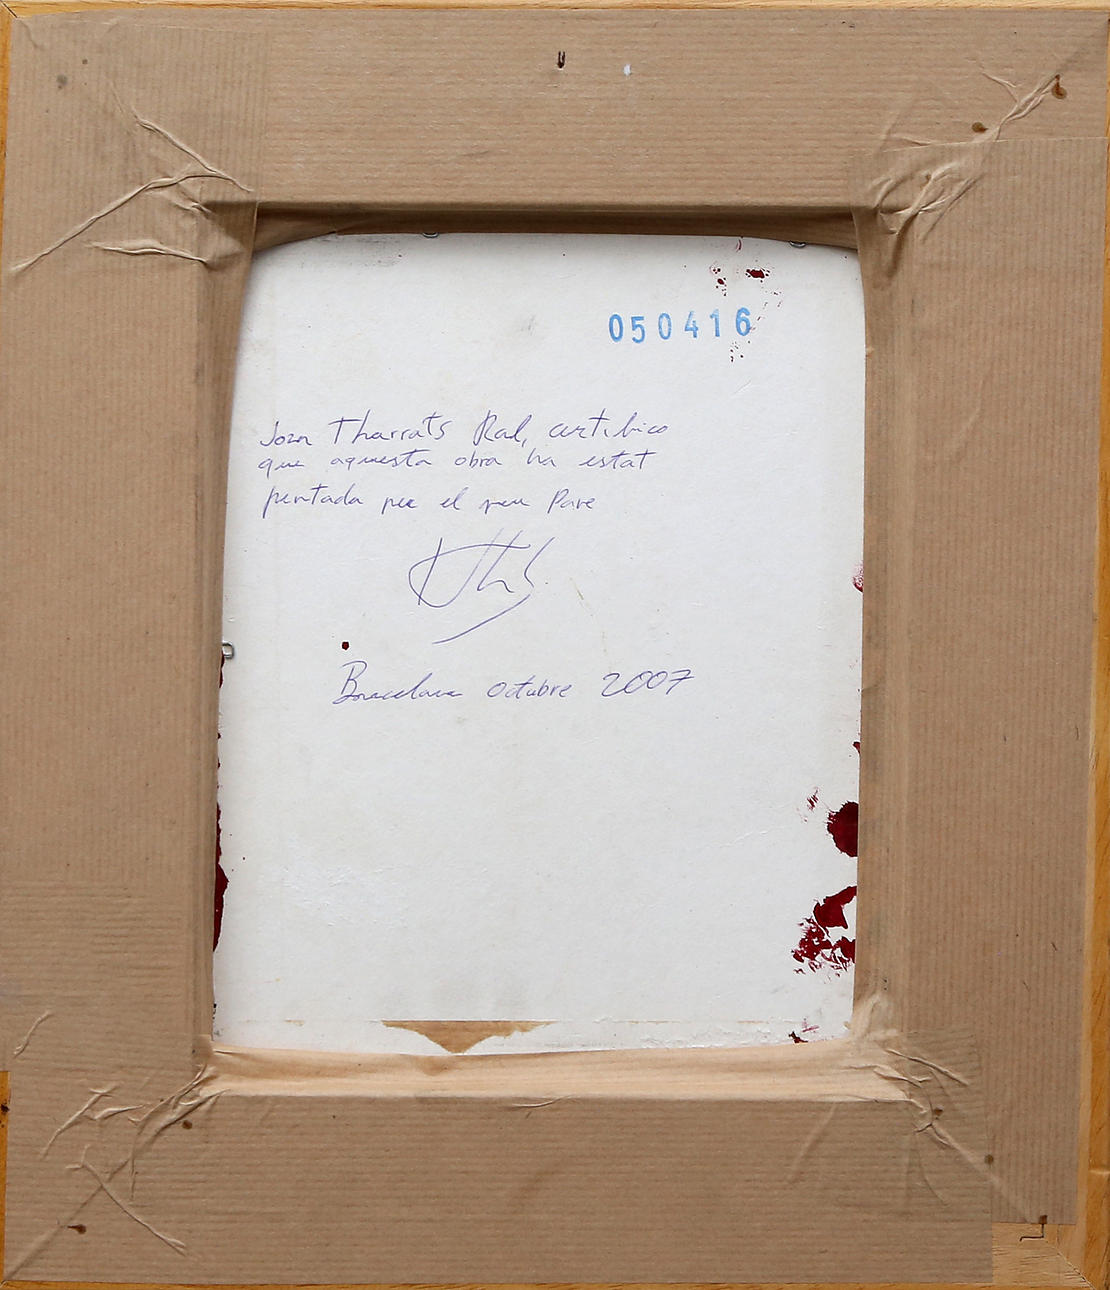 050416
Joan Tharrats Ral, certifico
que aquesta obra ha estat
pintada per el meu Pare
Barcelona octubre 2007